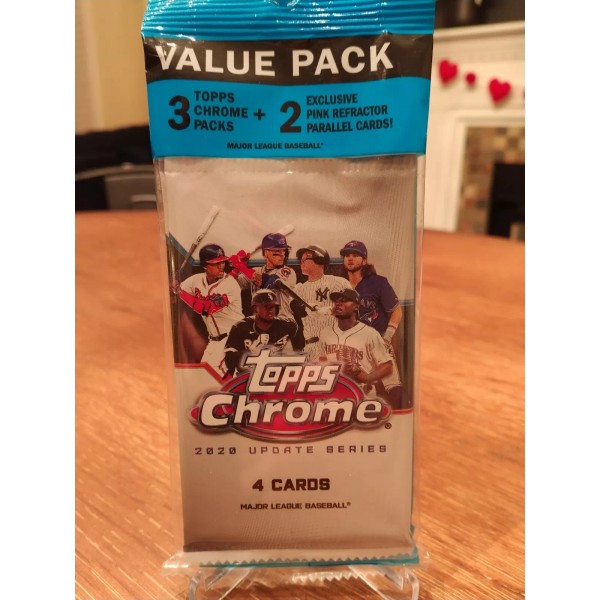 VALUE PACK
3 TOPPS CHROME PACKS + 2 EXCLUSIVE PINK REFRACTOR PARALLEL CARDS!
MAJOR LEAGUE BASEBALL®
TOPPS
Chrome®
2020 UPDATE SERIES
4 CARDS
MAJOR LEAGUE BASEBALL®